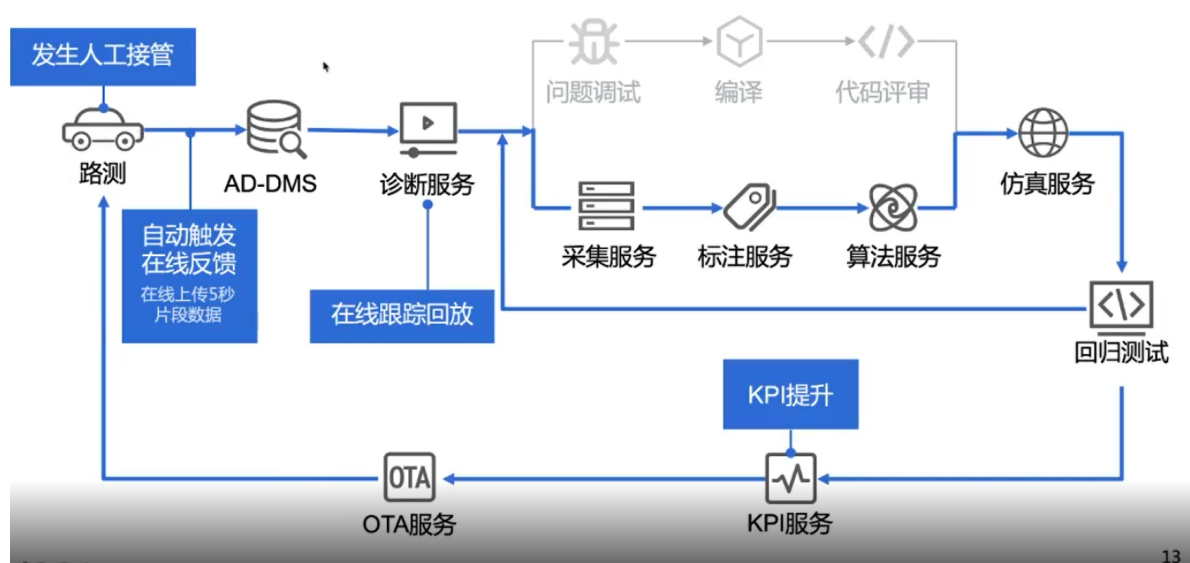 发生人工接管
问题调试
编译
代码评审
路测
AD-DMS
诊断服务
仿真服务
自动触发
在线反馈
在线上传5秒
片段数据
采集服务
标注服务
算法服务
在线跟踪回放
回归测试
KPI提升
OTA
OTA服务
KPI服务
13